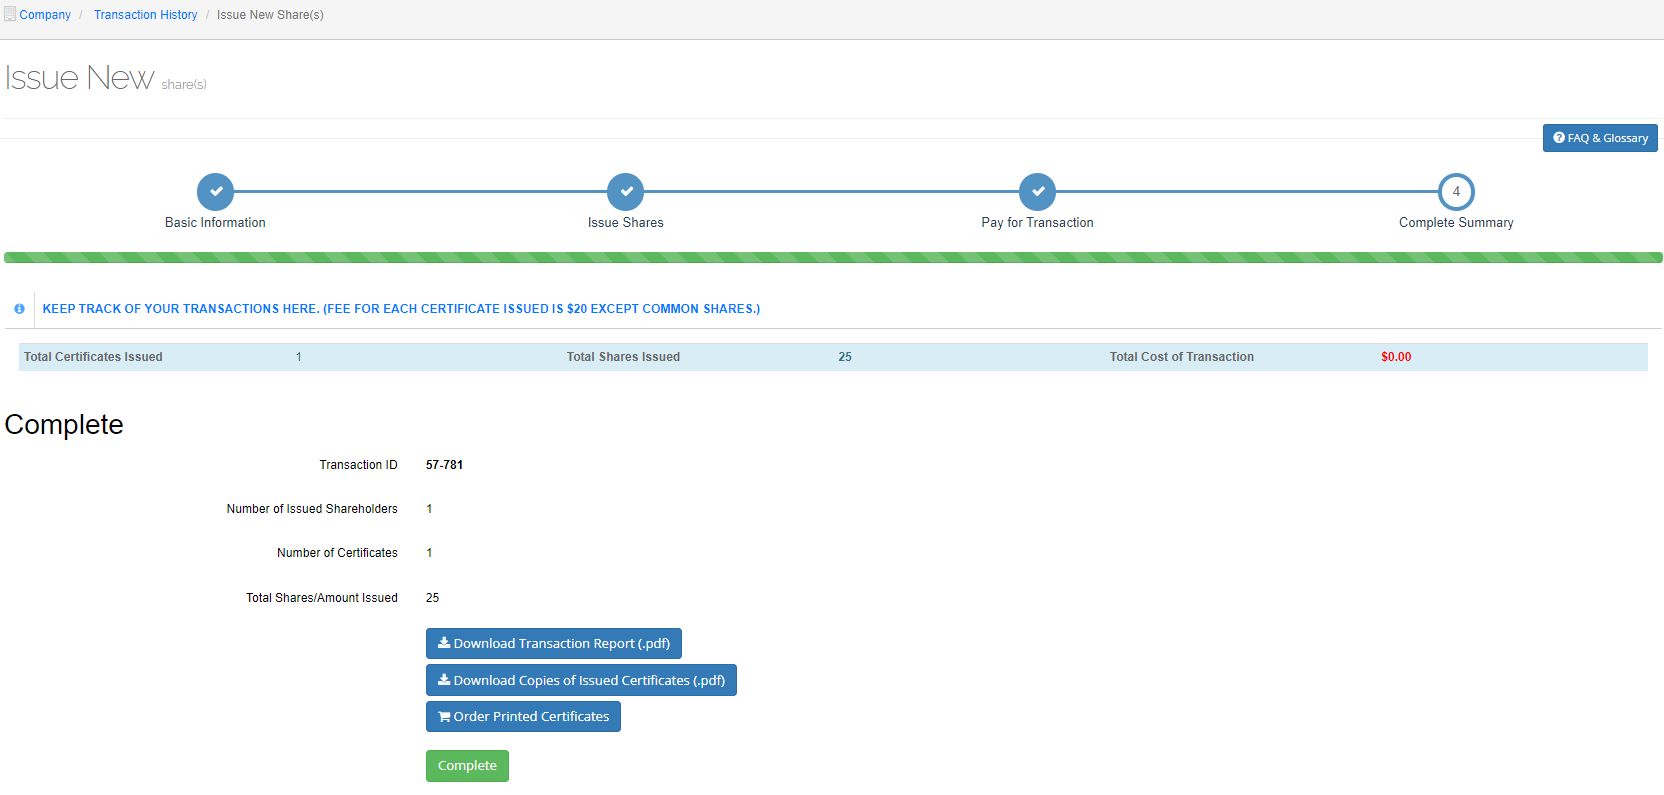 Company / Transaction History / Issue New Share(s)
Issue New share(s)
FAQ & Glossary
4
Basic Information Issue Shares Pay for Transaction Complete Summary
KEEP TRACK OF YOUR TRANSACTIONS HERE. (FEE FOR EACH CERTIFICATE ISSUED IS $20 EXCEPT COMMON SHARES.)
Total Certificates Issued 1 Total Shares Issued 25 Total Cost of Transaction $0.00
Complete
Transaction ID 57-781
Number of Issued Shareholders 1
Number of Certificates 1
Total Shares/Amount Issued 25
Download Transaction Report (.pdf)
Download Copies of Issued Certificates (.pdf)
Order Printed Certificates
Complete